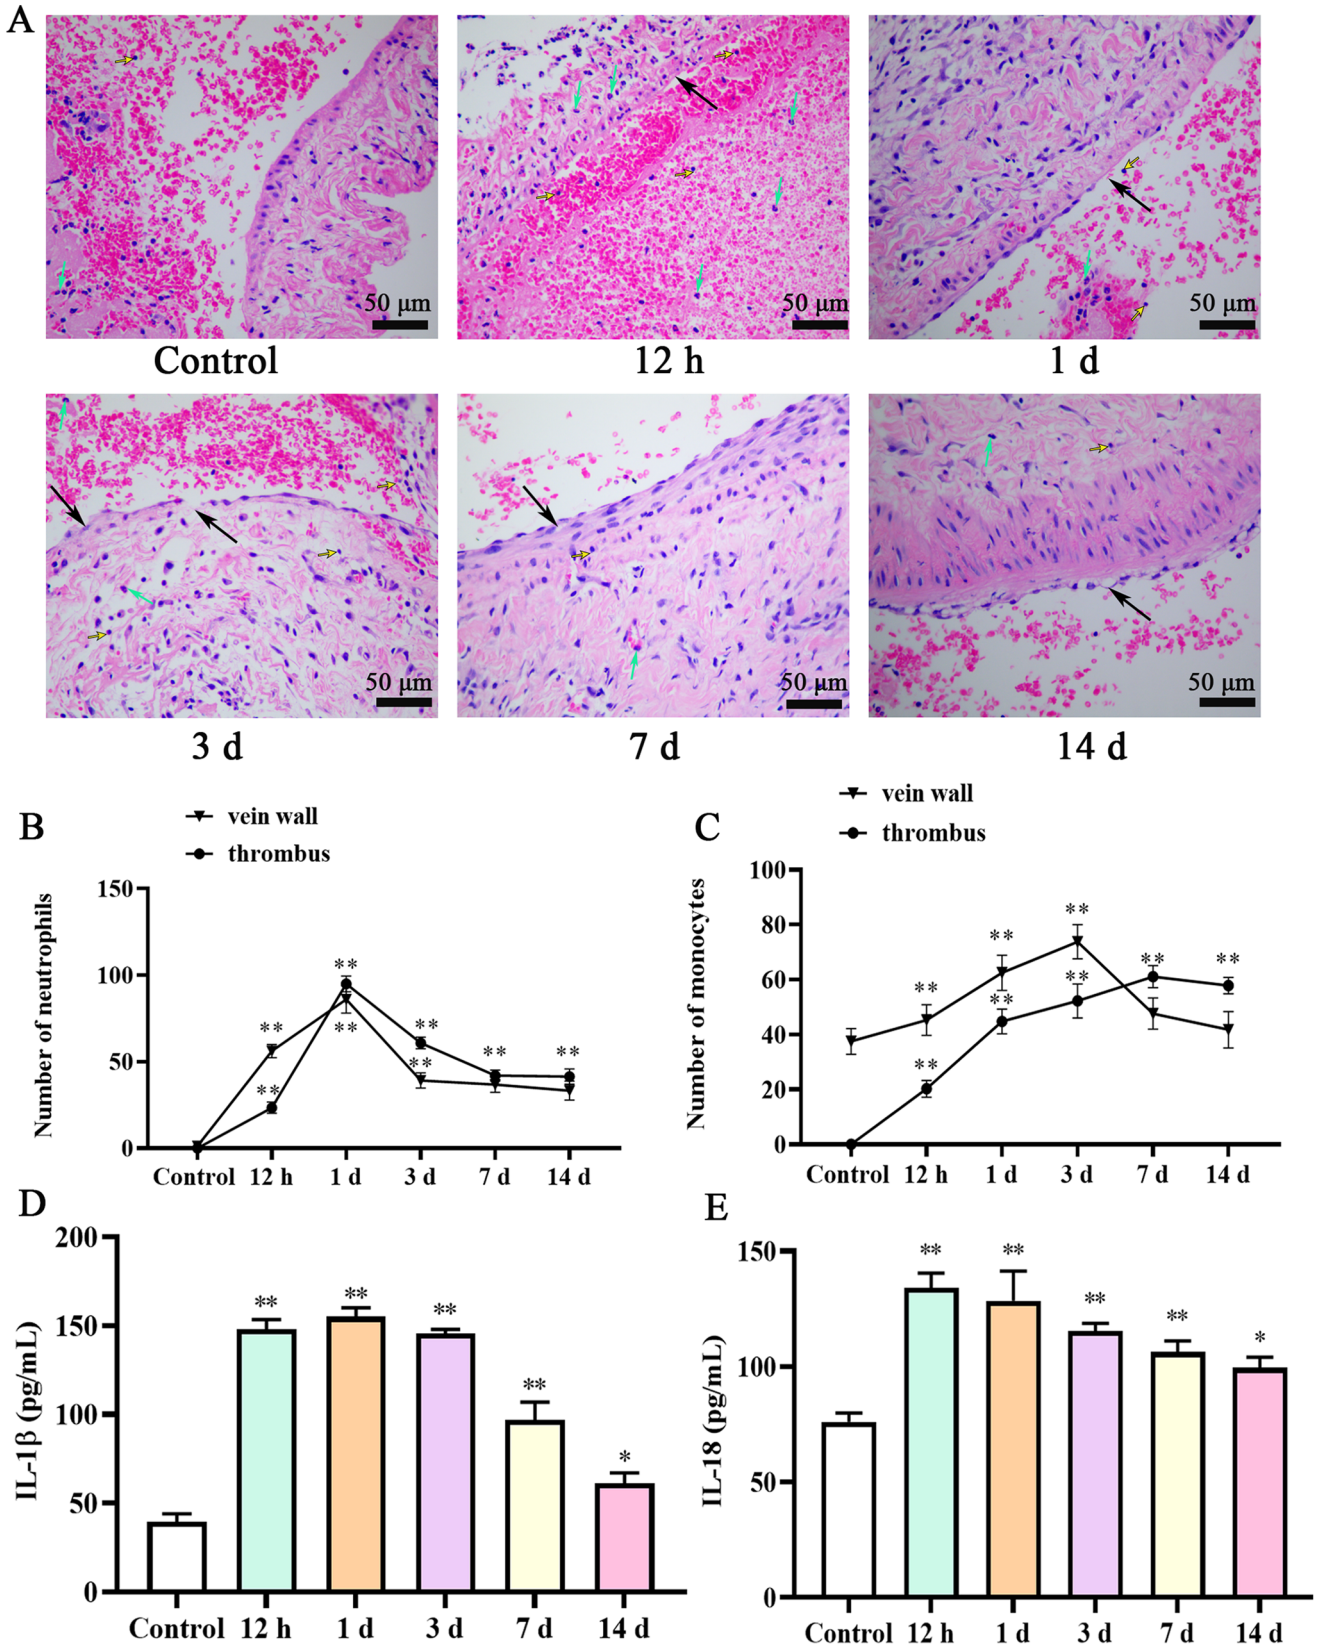 A
50 μm
50 μm
50 μm
Control
12 h
1 d
50 μm
50 μm
50 μm
3 d
7 d
14 d
B
vein wall
thrombus
Number of neutrophils
150
100
50
0
** ** ** ** ** ** ** **
Control 12 h 1 d 3 d 7 d 14 d
C
vein wall
thrombus
Number of monocytes
100
80
60
40
20
0
** ** ** ** ** ** ** **
Control 12 h 1 d 3 d 7 d 14 d
D
IL-1β (pg/mL)
200
150
100
50
0
** ** ** ** *
Control 12 h 1 d 3 d 7 d 14 d
E
IL-18 (pg/mL)
150
100
50
0
** ** ** ** *
Control 12 h 1 d 3 d 7 d 14 d